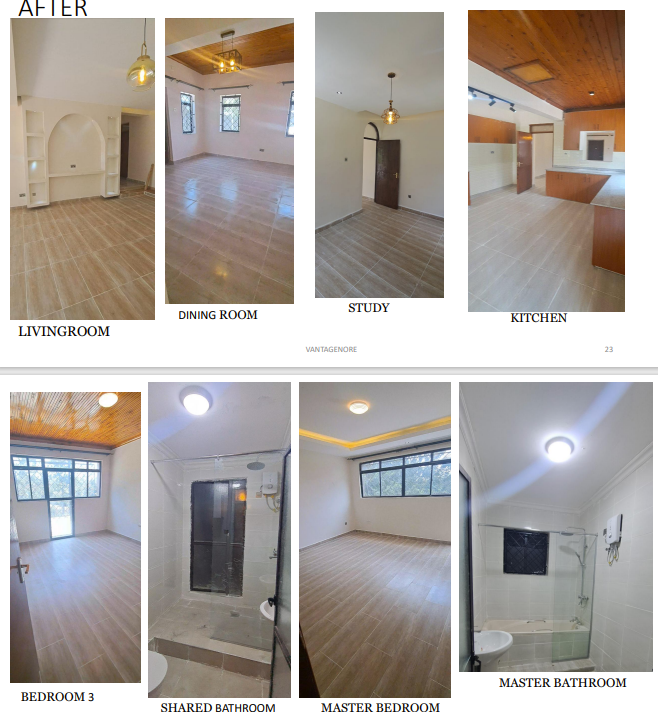 AFTER
LIVINGROOM
DINING ROOM
STUDY
KITCHEN
VANTAGENORE
23
BEDROOM 3
SHARED BATHROOM
MASTER BEDROOM
MASTER BATHROOM